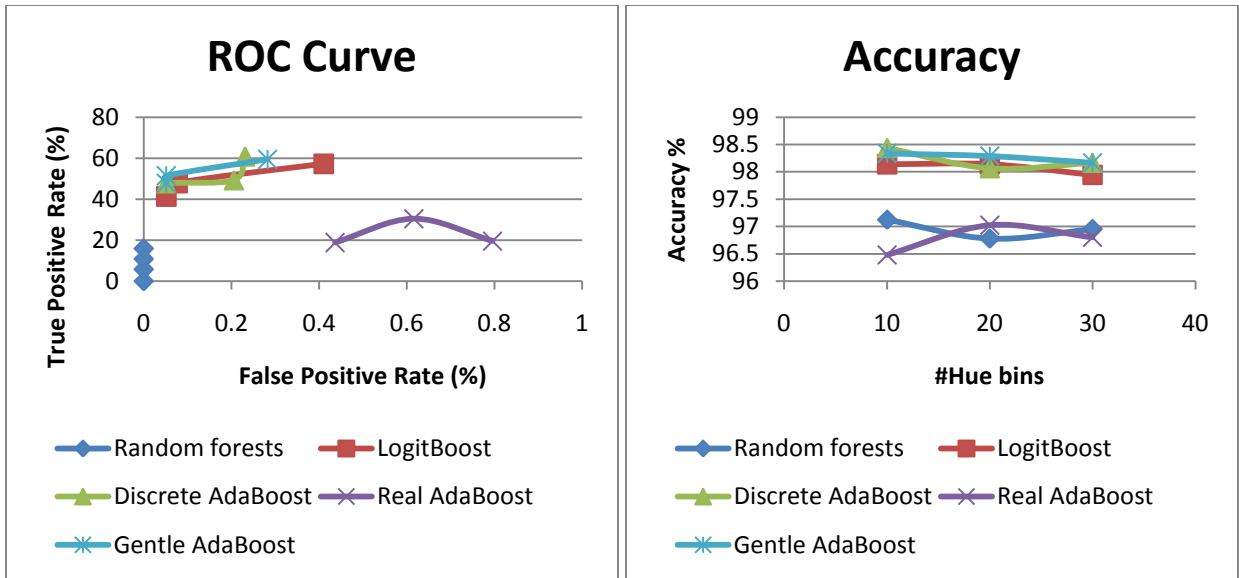 ROC Curve
True Positive Rate (%)
80
60
40
20
0
0 0.2 0.4 0.6 0.8 1
False Positive Rate (%)
Random forests LogitBoost
Discrete AdaBoost Real AdaBoost
Gentle AdaBoost
Accuracy
Accuracy %
99
98.5
98
97.5
97
96.5
96
0 10 20 30 40
#Hue bins
Random forests LogitBoost
Discrete AdaBoost Real AdaBoost
Gentle AdaBoost